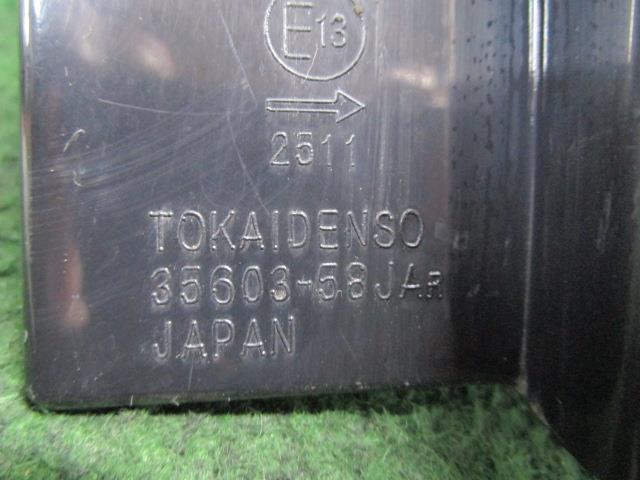 E13
2511
TOKAIDENSO
35603-58JAR
JAPAN